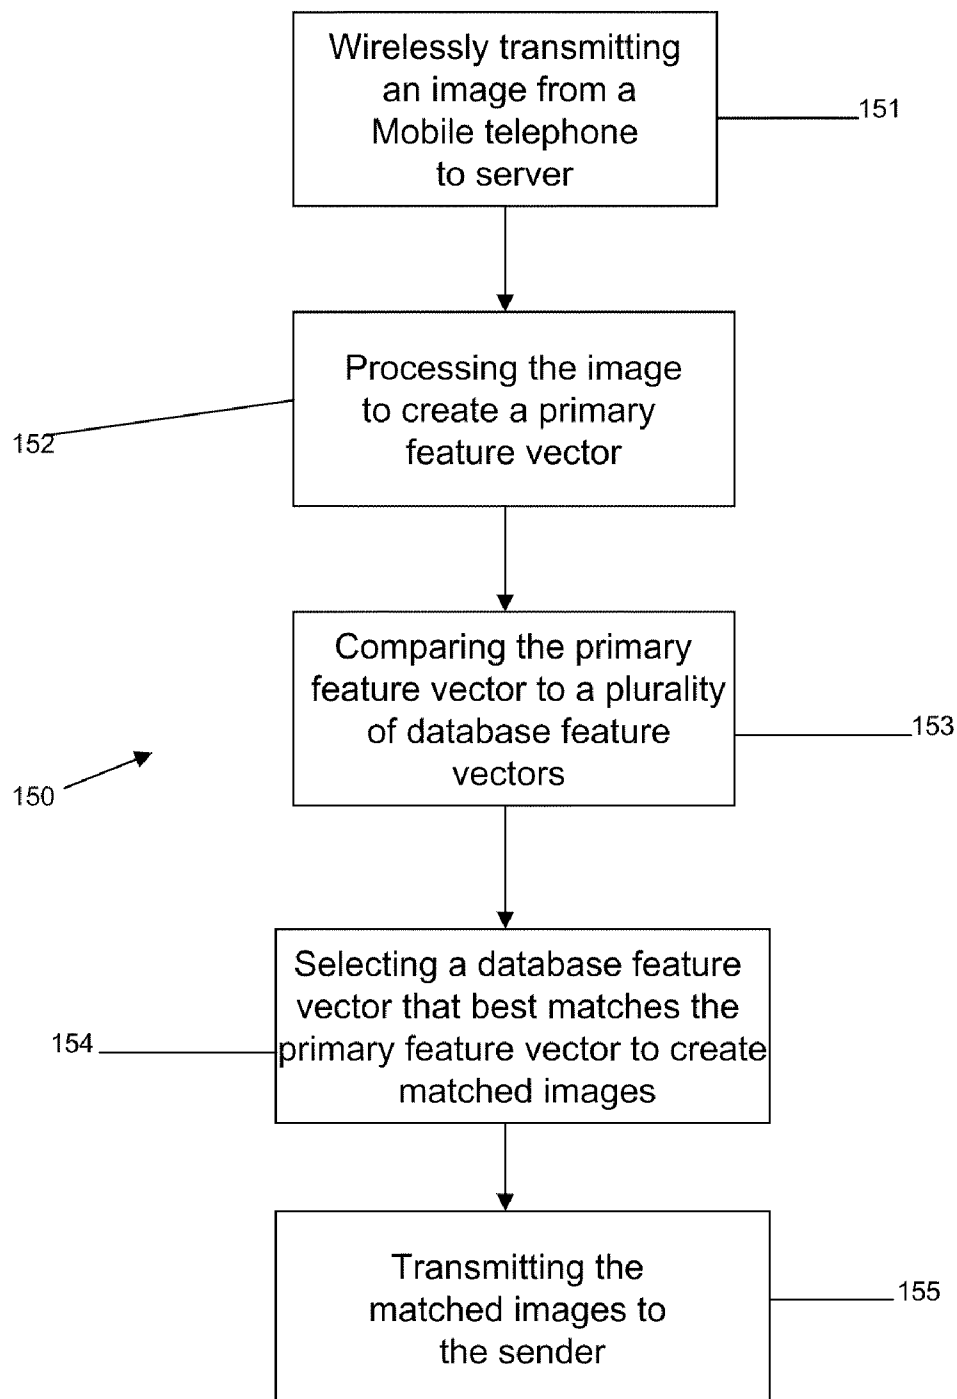 Wirelessly transmitting
an image from a
Mobile telephone
to server
151
Processing the image
to create a primary
feature vector
152
Comparing the primary
feature vector to a plurality
of database feature
vectors
153
150
Selecting a database feature
vector that best matches the
primary feature vector to create
matched images
154
Transmitting the
matched images to
the sender
155